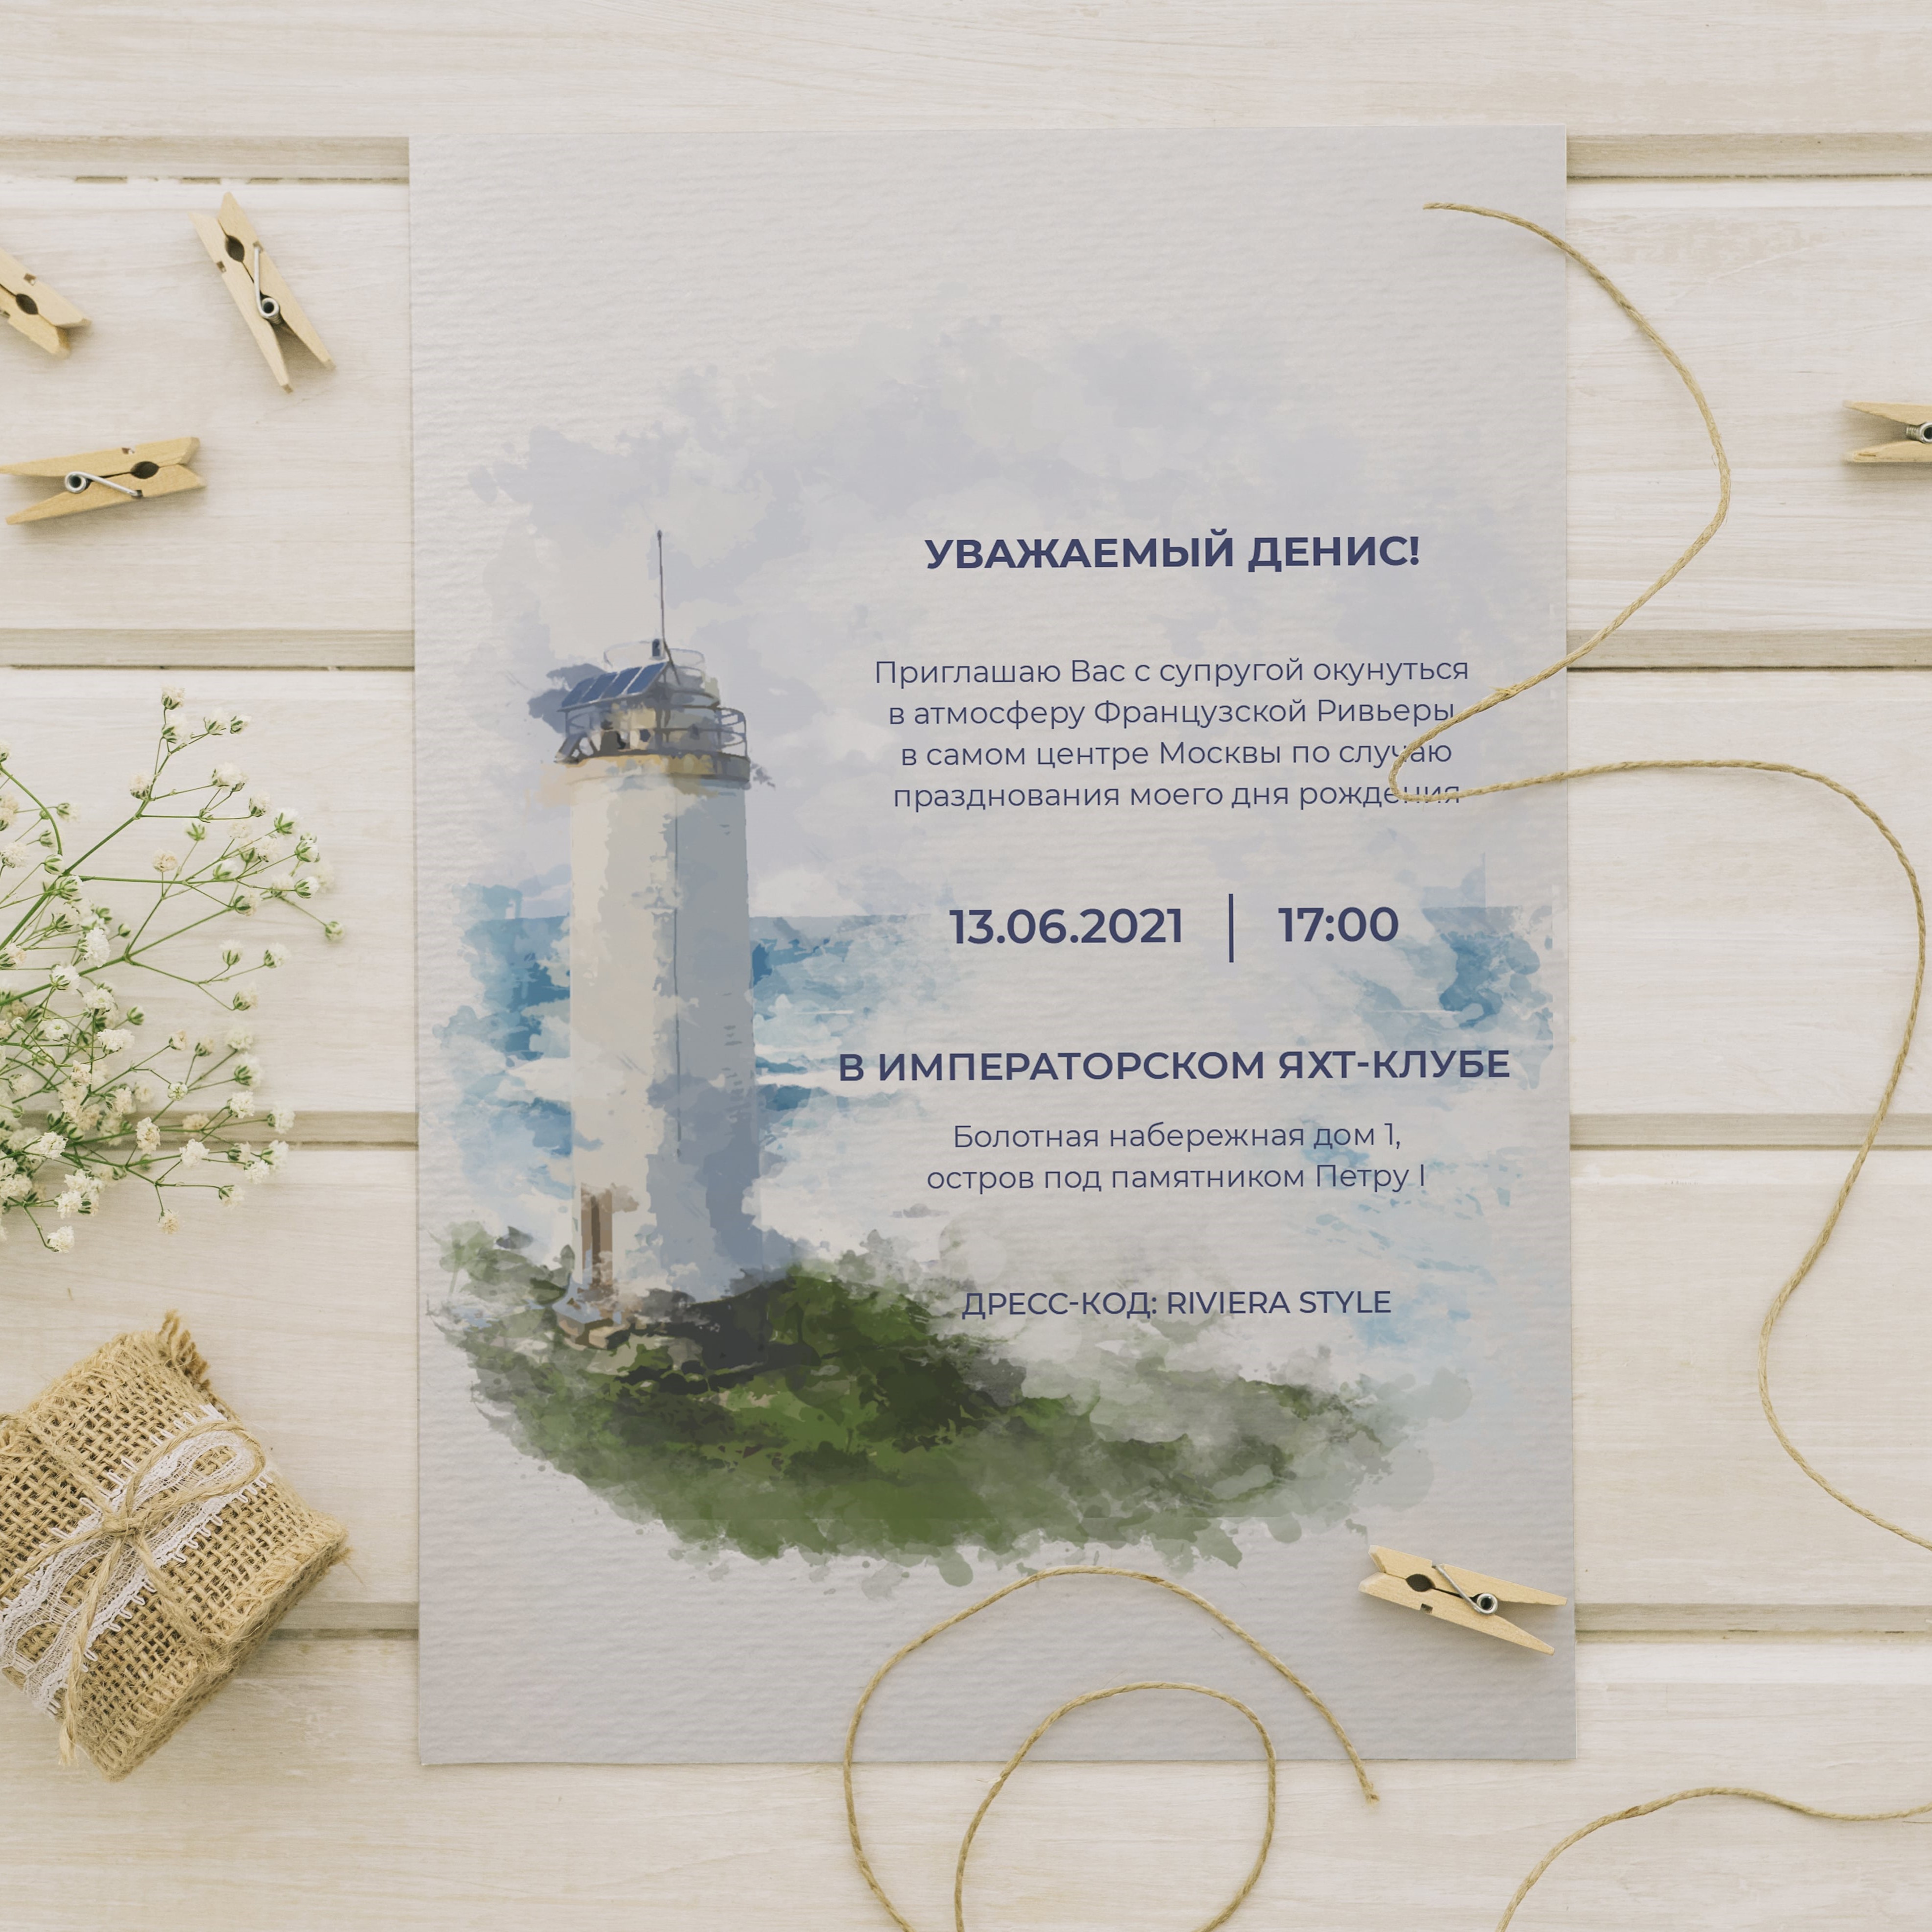 УВАЖАЕМЫЙ ДЕНИС!
Приглашаю Вас с супругой окунуться
в атмосферу Французской Ривьеры
в самом центре Москвы по случаю
празднования моего дня рождения
13.06.2021 | 17:00
В ИМПЕРАТОРСКОМ ЯХТ-КЛУБЕ
Болотная набережная дом 1,
остров под памятником Петру I
ДРЕСС-КОД: RIVIERA STYLE